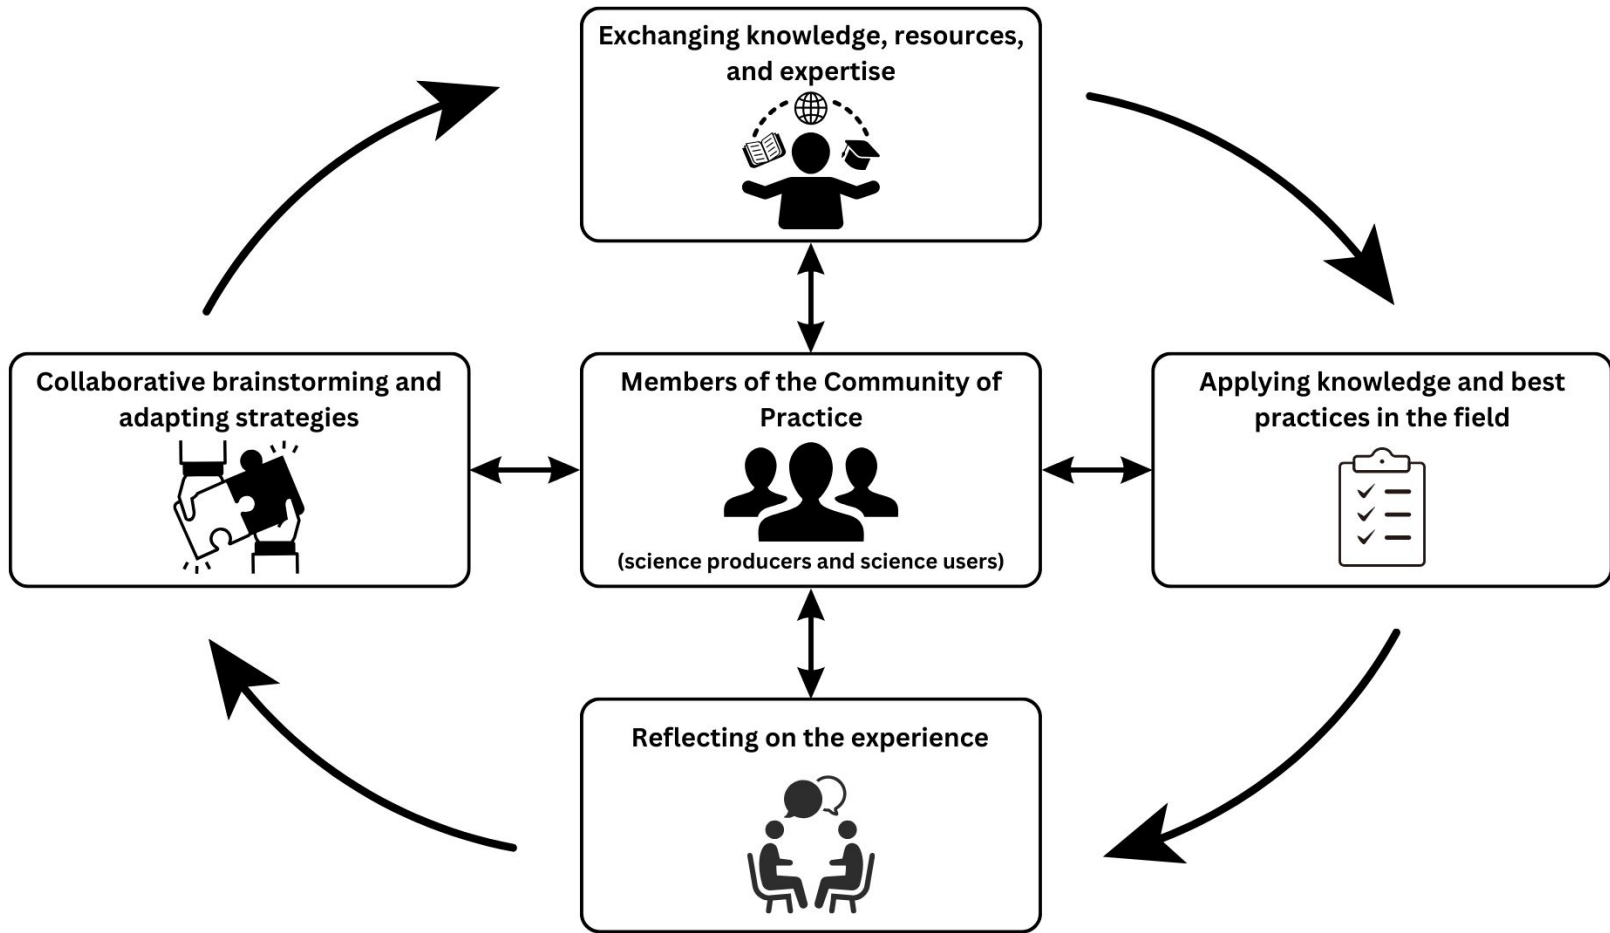 Exchanging knowledge, resources,
and expertise
Collaborative brainstorming and
adapting strategies
Members of the Community of
Practice
(science producers and science users)
Applying knowledge and best
practices in the field
Reflecting on the experience